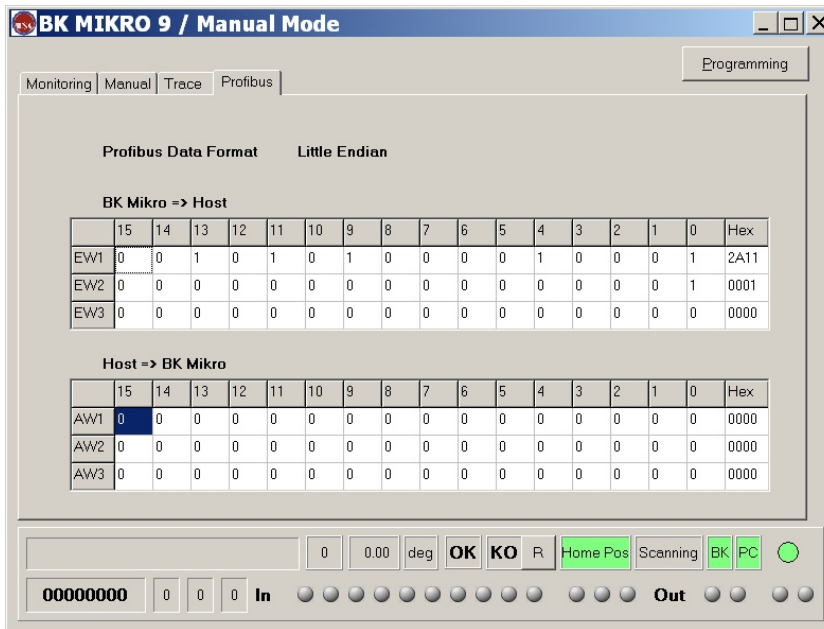 BK MIKRO 9 / Manual Mode
Programming
Monitoring Manual Trace Profibus
Profibus Data Format Little Endian
BK Mikro => Host
15 14 13 12 11 10 9 8 7 6 5 4 3 2 1 0 Hex
EW1 0 0 1 0 1 0 1 0 0 0 0 1 0 0 0 1 2A11
EW2 0 0 0 0 0 0 0 0 0 0 0 0 0 0 0 1 0001
EW3 0 0 0 0 0 0 0 0 0 0 0 0 0 0 0 0 0000
Host => BK Mikro
15 14 13 12 11 10 9 8 7 6 5 4 3 2 1 0 Hex
AW1 0 0 0 0 0 0 0 0 0 0 0 0 0 0 0 0 0000
AW2 0 0 0 0 0 0 0 0 0 0 0 0 0 0 0 0 0000
AW3 0 0 0 0 0 0 0 0 0 0 0 0 0 0 0 0 0000
0 0.00 deg OK KO R Home Pos Scanning BK PC
00000000 0 0 0 In Out